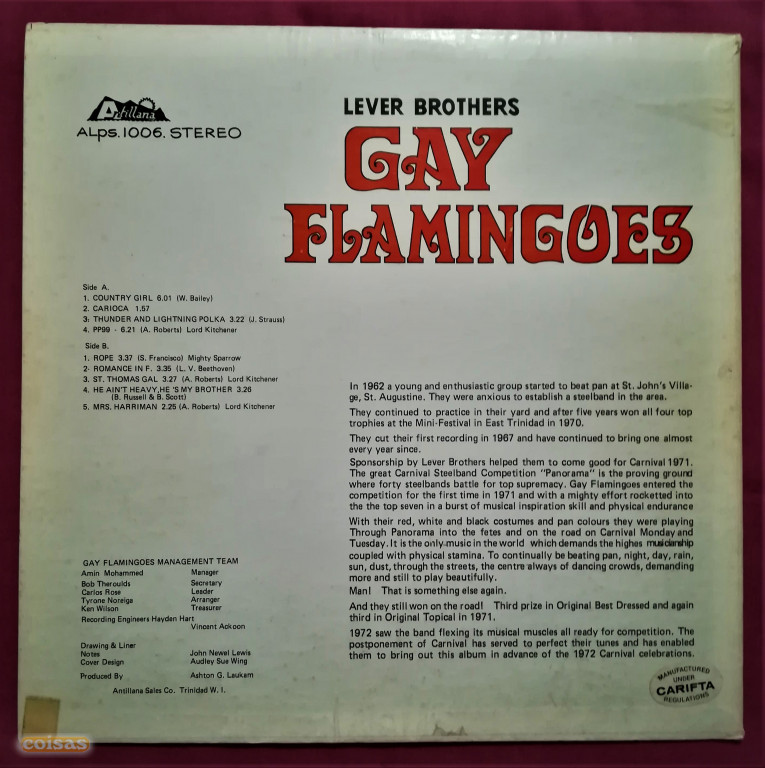 Antillana
ALps.1006. STEREO
LEVER BROTHERS
GAY
FLAMINGOES
Side A.
1. COUNTRY GIRL 6.01 (W. Bailey)
2. CARIOCA 1.57
3. THUNDER AND LIGHTNING POLKA 3.22 (J. Strauss)
4. PP99 - 6.21 (A. Roberts) Lord Kitchener
Side B.
1. ROPE 3.37 (S. Francisco) Mighty Sparrow
2. ROMANCE IN F. 3.35 (L. V. Beethoven)
3. ST. THOMAS GAL 3.27 (A. Roberts) Lord Kitchener
4. HE AIN'T HEAVY,HE 'S MY BROTHER 3.26
(B. Russell & B. Scott)
5. MRS. HARRIMAN 2.25 (A. Roberts) Lord Kitchener
In 1962 a young and enthusiastic group started to beat pan at St. John's Villa-
ge, St. Augustine. They were anxious to establish a steelband in the area.
They continued to practice in their yard and after five years won all four top
trophies at the Mini-Festival in East Trinidad in 1970.
They cut their first recording in 1967 and have continued to bring one almost
every year since.
Sponsorship by Lever Brothers helped them to come good for Carnival 1971.
The great Carnival Steelband Competition "Panorama" is the proving ground
where forty steelbands battle for top supremacy. Gay Flamingoes entered the
competition for the first time in 1971 and with a mighty effort rocketted into
the the top seven in a burst of musical inspiration skill and physical endurance
With their red, white and black costumes and pan colours they were playing
Through Panorama into the fetes and on the road on Carnival Monday and
Tuesday. It is the only music in the world which demands the highes musicianship
coupled with physical stamina. To continually be beating pan, night, day, rain,
sun, dust, through the streets, the centre always of dancing crowds, demanding
more and still to play beautifully.
Man! That is something else again.
And they still won on the road! Third prize in Original Best Dressed and again
third in Original Topical in 1971.
1972 saw the band flexing its musical muscles all ready for competition. The
postponement of Carnival has served to perfect their tunes and has enabled
them to bring out this album in advance of the 1972 Carnival celebrations.
GAY FLAMINGOES MANAGEMENT TEAM
Amin Mohammed Manager
Bob Theroulds Secretary
Carlos Rose Leader
Tyrone Noreiga Arranger
Ken Wilson Treasurer
Recording Engineers Hayden Hart
Vincent Ackoon
Drawing & Liner
Notes John Newel Lewis
Cover Design Audley Sue Wing
Produced By Ashton G. Laukam
Ansillana Sales Co. Trinidad W. I.
MANUFACTURED
UNDER
CARIFTA
REGULATIONS
coisas